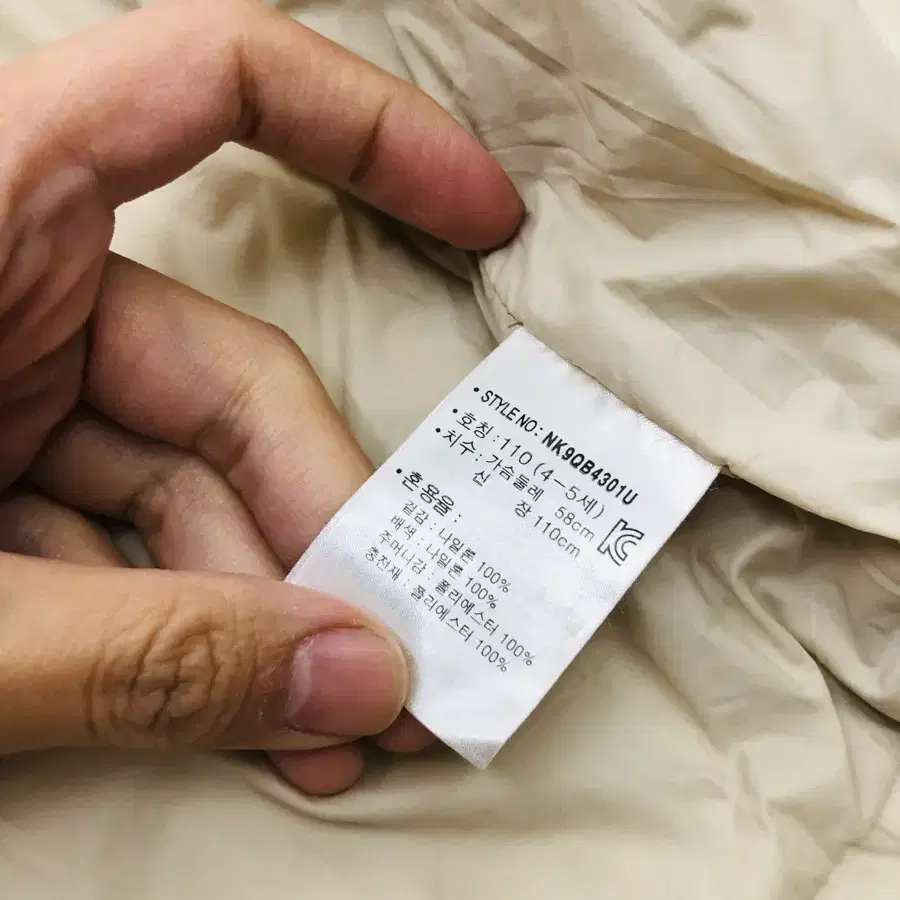 • STYLE NO : NK9QB4301U
• 호칭 : 110 (4-5세)
• 치수 : 가슴둘레 58cm
신 장 110cm
• 혼용율 :
겉감 : 나일론 100%
배색 : 나일론 100%
주머니감 : 폴리에스터 100%
충전재 : 폴리에스터 100%